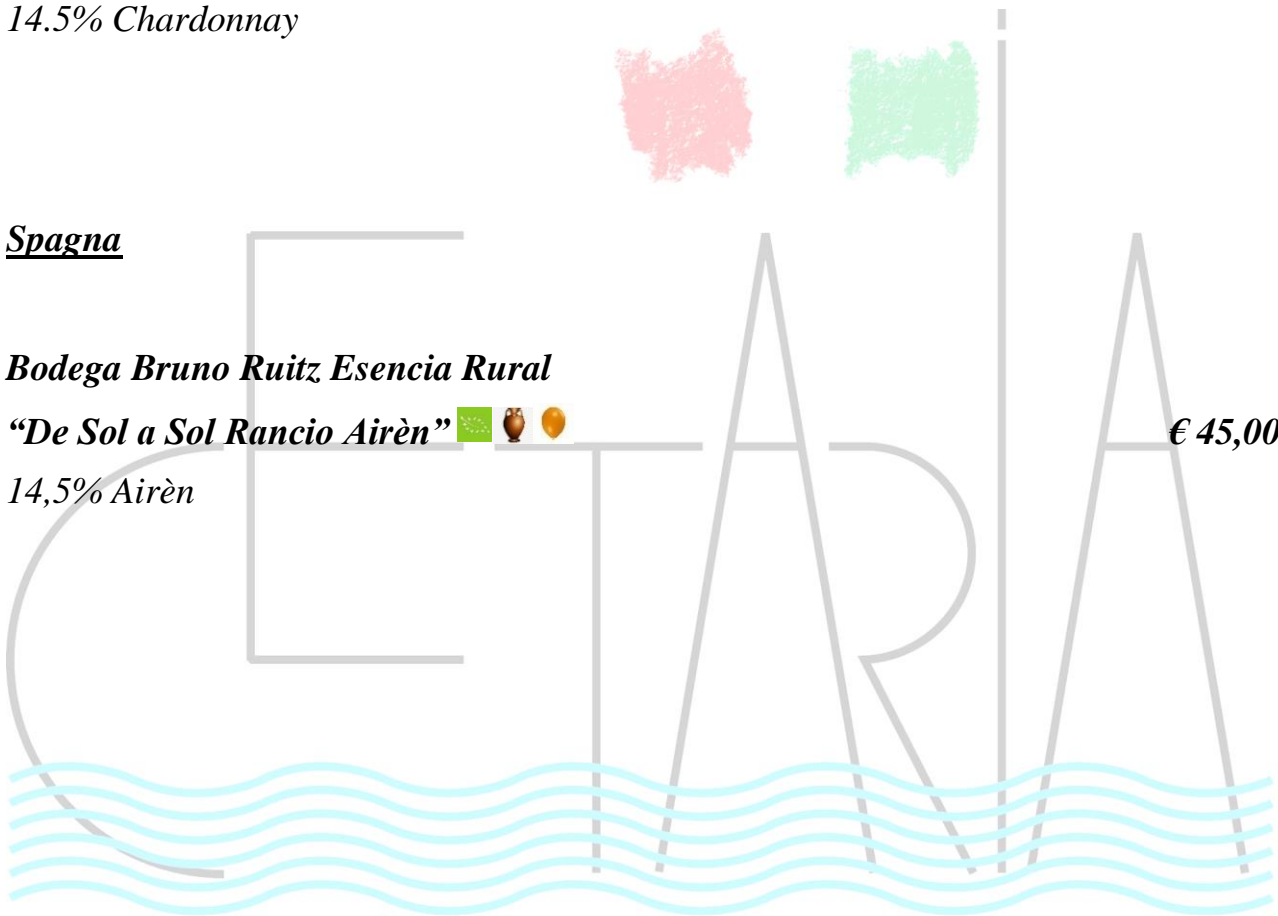 14.5% Chardonnay
Spagna
Bodega Bruno Ruitz Esencia Rural
“De Sol a Sol Rancio Airèn” € 45,00
14,5% Airèn
CETARIA